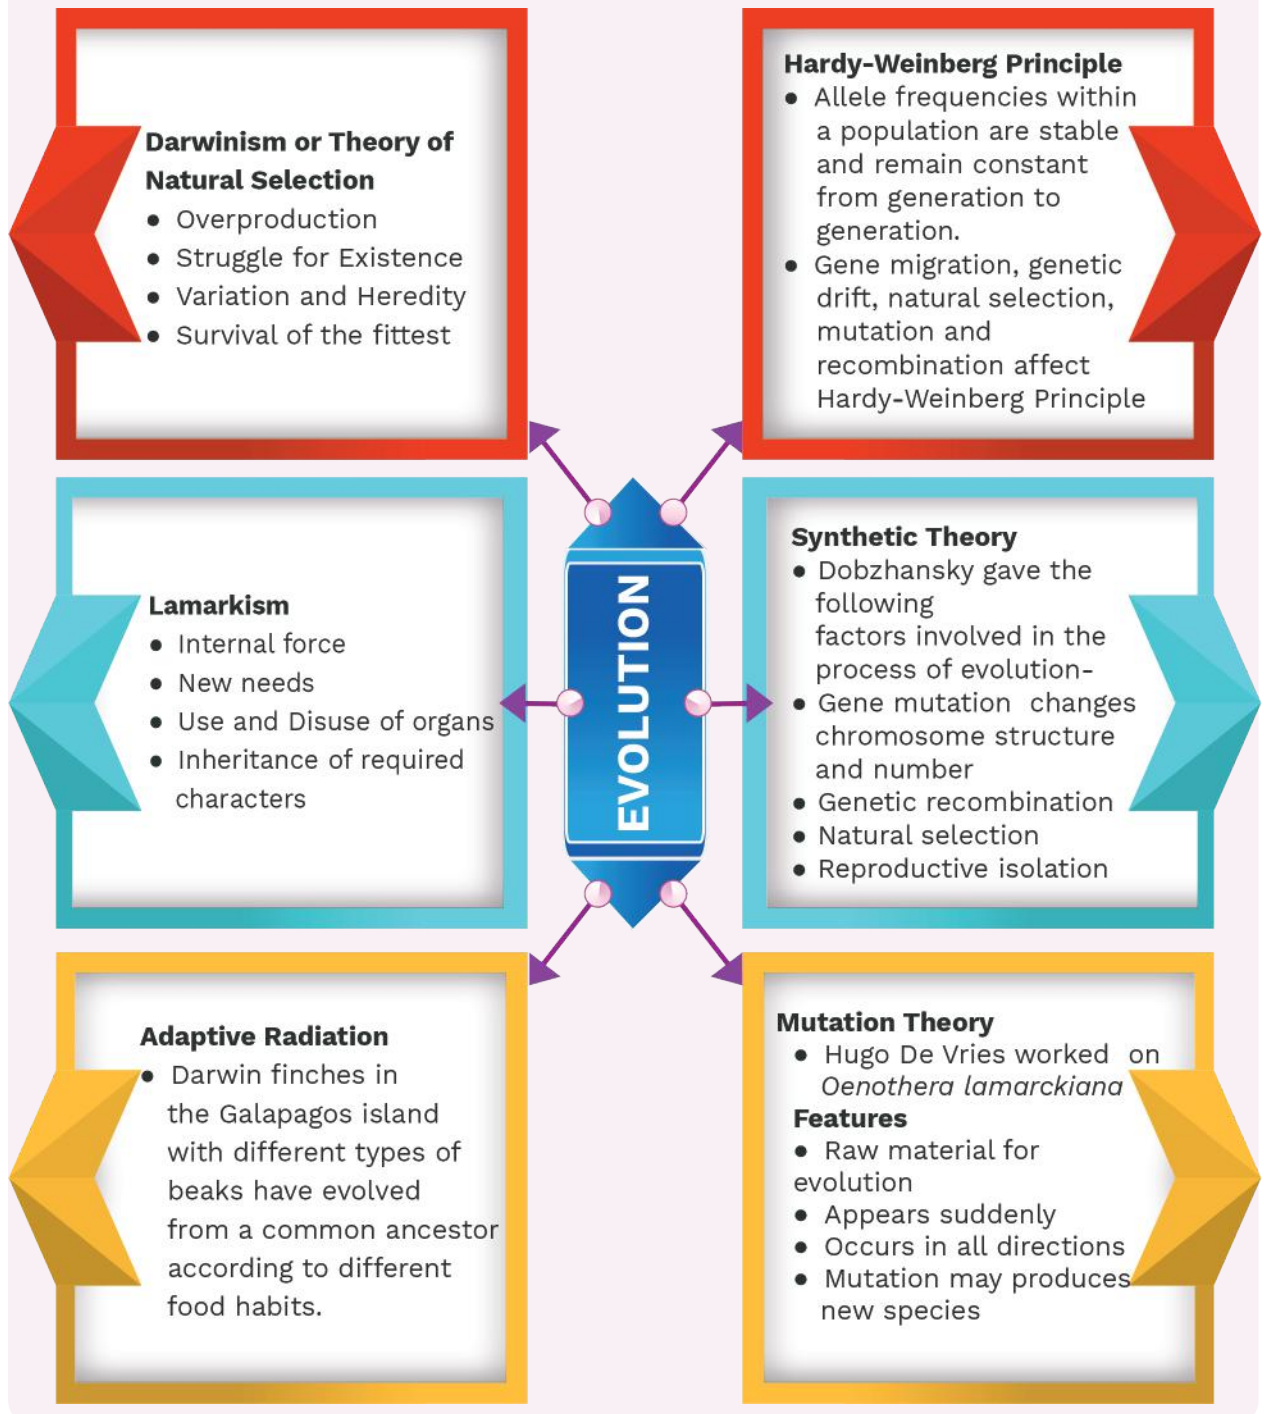 Darwinism or Theory of
Natural Selection
● Overproduction
● Struggle for Existence
● Variation and Heredity
● Survival of the fittest
Hardy-Weinberg Principle
● Allele frequencies within
a population are stable
and remain constant
from generation to
generation.
● Gene migration, genetic
drift, natural selection,
mutation and
recombination affect
Hardy-Weinberg Principle
Lamarkism
● Internal force
● New needs
● Use and Disuse of organs
● Inheritance of required
characters
EVOLUTION
Synthetic Theory
● Dobzhansky gave the
following
factors involved in the
process of evolution-
● Gene mutation changes
chromosome structure
and number
● Genetic recombination
● Natural selection
● Reproductive isolation
Adaptive Radiation
● Darwin finches in
the Galapagos island
with different types of
beaks have evolved
from a common ancestor
according to different
food habits.
Mutation Theory
● Hugo De Vries worked on
Oenothera lamarckiana
Features
● Raw material for
evolution
● Appears suddenly
● Occurs in all directions
● Mutation may produces
new species